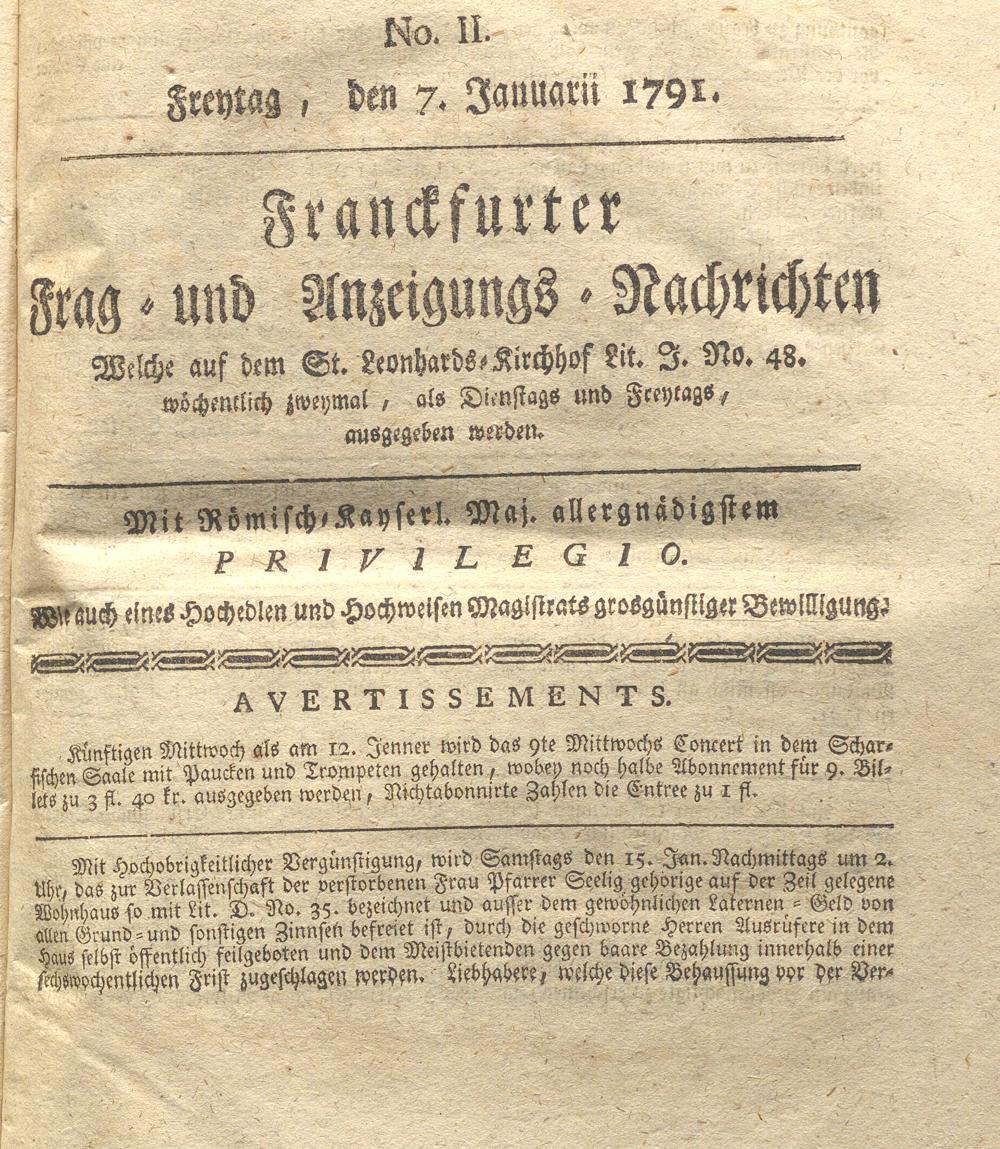 No. II.
Freytag, den 7. Januarii 1791.
Franckfurter
Frag - und Anzeigungs - Nachrichten
Welche auf dem St. Leonhards-Kirchhof Lit. J. No. 48.
wöchentlich zweymal, als Dienstags und Freytags,
ausgegeben werden.
Mit Römisch-Kayserl. Maj. allergnädigstem
PRIVILEGIO.
Wie auch eines Hochedlen und Hochweisen Magistrats grosgünstiger Bewilligung.
AVERTISSEMENTS.
Künftigen Mittwoch als am 12. Jenner wird das 9te Mittwochs Concert in dem Schar-
fischen Saale mit Paucken und Trompeten gehalten, wobey noch halbe Abonnement für 9. Bil-
lets zu 3 fl. 40 kr. ausgegeben werden, Nichtabonnirte Zahlen die Entree zu 1 fl.
Mit Hochobrigkeitlicher Vergünstigung, wird Samstags den 15. Jan. Nachmittags um 2.
Uhr, das zur Verlassenschaft der verstorbenen Frau Pfarrer Seelig gehörige auf der Zeil gelegene
Wohnhaus so mit Lit. D. No. 35. bezeichnet und ausser dem gewöhnlichen Laternen - Geld von
allen Grund- und sonstigen Zinnsen befreiet ist, durch die geschworne Herren Ausrüfere in dem
Haus selbst öffentlich feilgeboten und dem Meistbietenden gegen baare Bezahlung innerhalb einer
sechswochentlichen Frist zugeschlagen werden. Liebhabere, welche diese Behaussung vor der Ver-